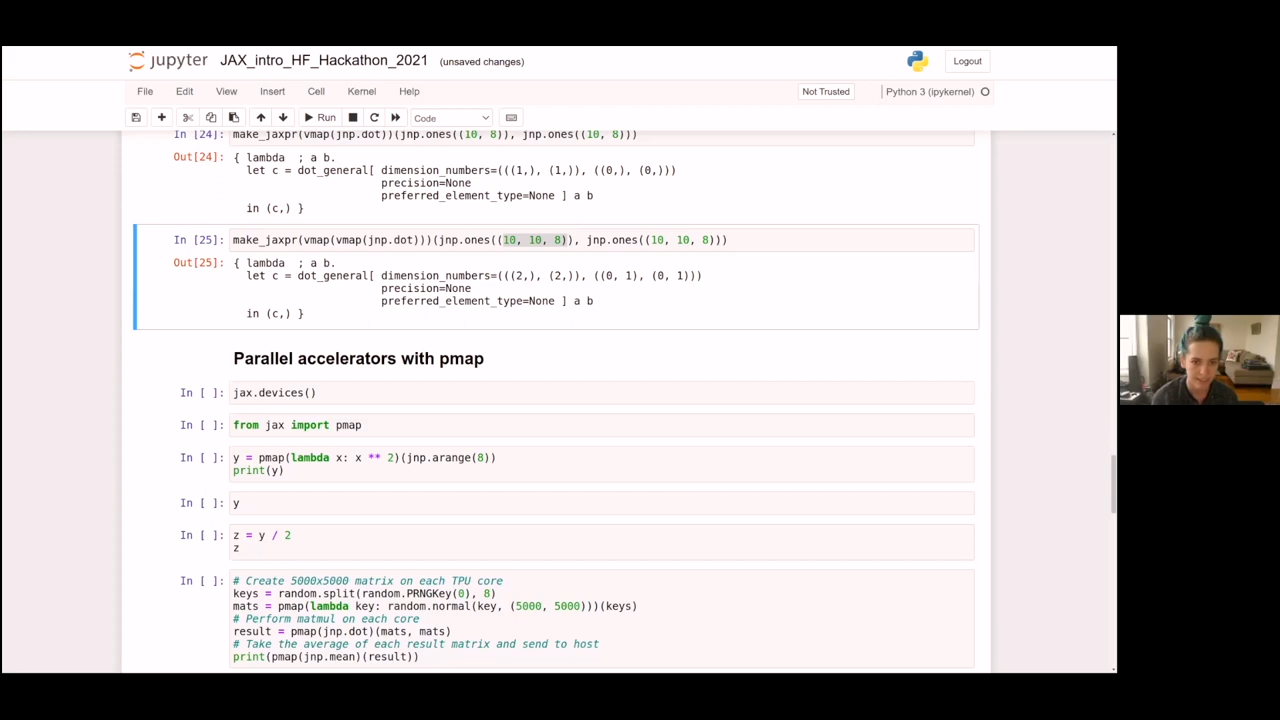 jupyter JAX_intro_HF_Hackathon_2021 (unsaved changes) Logout
File Edit View Insert Cell Kernel Help Not Trusted Python 3 (ipykernel)
Run Code
In [24]: make_jaxpr(vmap(jnp.dot))(jnp.ones((10, 8)), jnp.ones((10, 8)))
Out[24]: { lambda  ; a b.
  let c = dot_general[ dimension_numbers=(((1,), (1,)), ((0,), (0,)))
                       precision=None
                       preferred_element_type=None ] a b
  in (c,) }
In [25]: make_jaxpr(vmap(vmap(jnp.dot)))(jnp.ones((10, 10, 8)), jnp.ones((10, 10, 8)))
Out[25]: { lambda  ; a b.
  let c = dot_general[ dimension_numbers=(((2,), (2,)), ((0, 1), (0, 1)))
                       precision=None
                       preferred_element_type=None ] a b
  in (c,) }
Parallel accelerators with pmap
In [ ]: jax.devices()
In [ ]: from jax import pmap
In [ ]: y = pmap(lambda x: x ** 2)(jnp.arange(8))
print(y)
In [ ]: y
In [ ]: z = y / 2
z
In [ ]: # Create 5000x5000 matrix on each TPU core
keys = random.split(random.PRNGKey(0), 8)
mats = pmap(lambda key: random.normal(key, (5000, 5000)))(keys)
# Perform matmul on each core
result = pmap(jnp.dot)(mats, mats)
# Take the average of each result matrix and send to host
print(pmap(jnp.mean)(result))